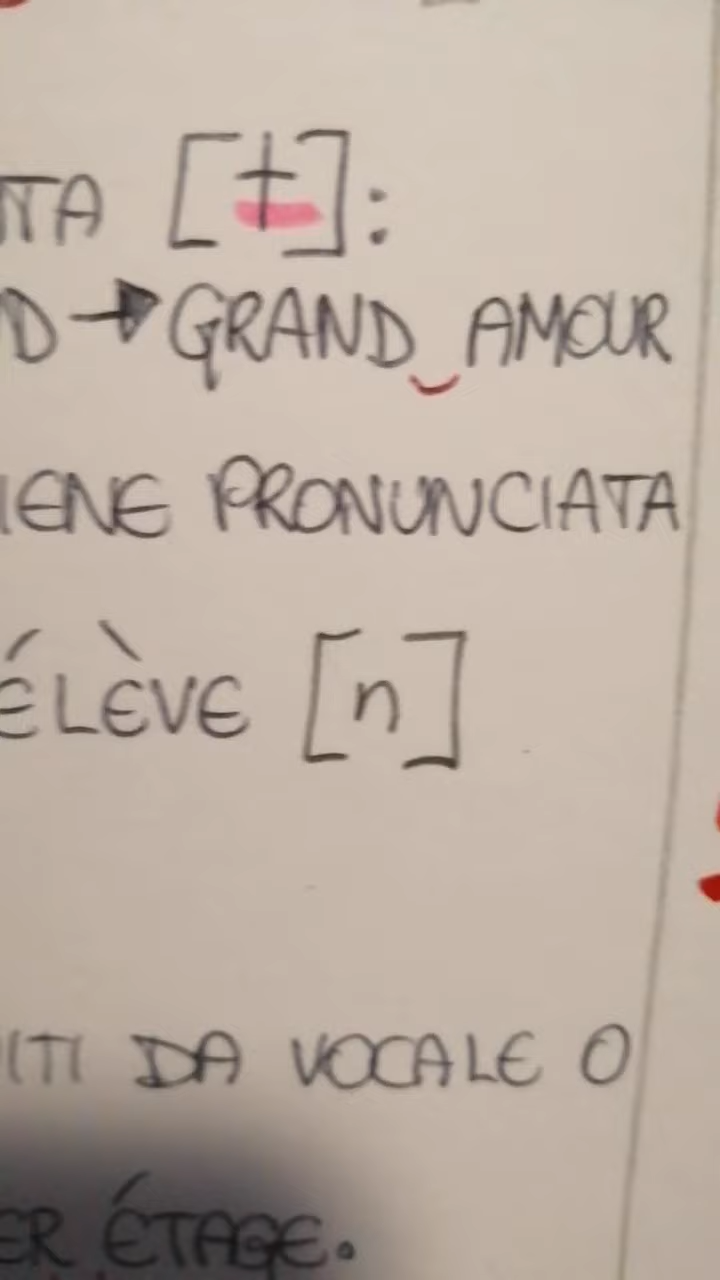 TA [t]:
D → GRAND AMOUR
IENE PRONUNCIATA
ÉLÈVE [n]
ITI DA VOCALE O
ER ÉTAGE.